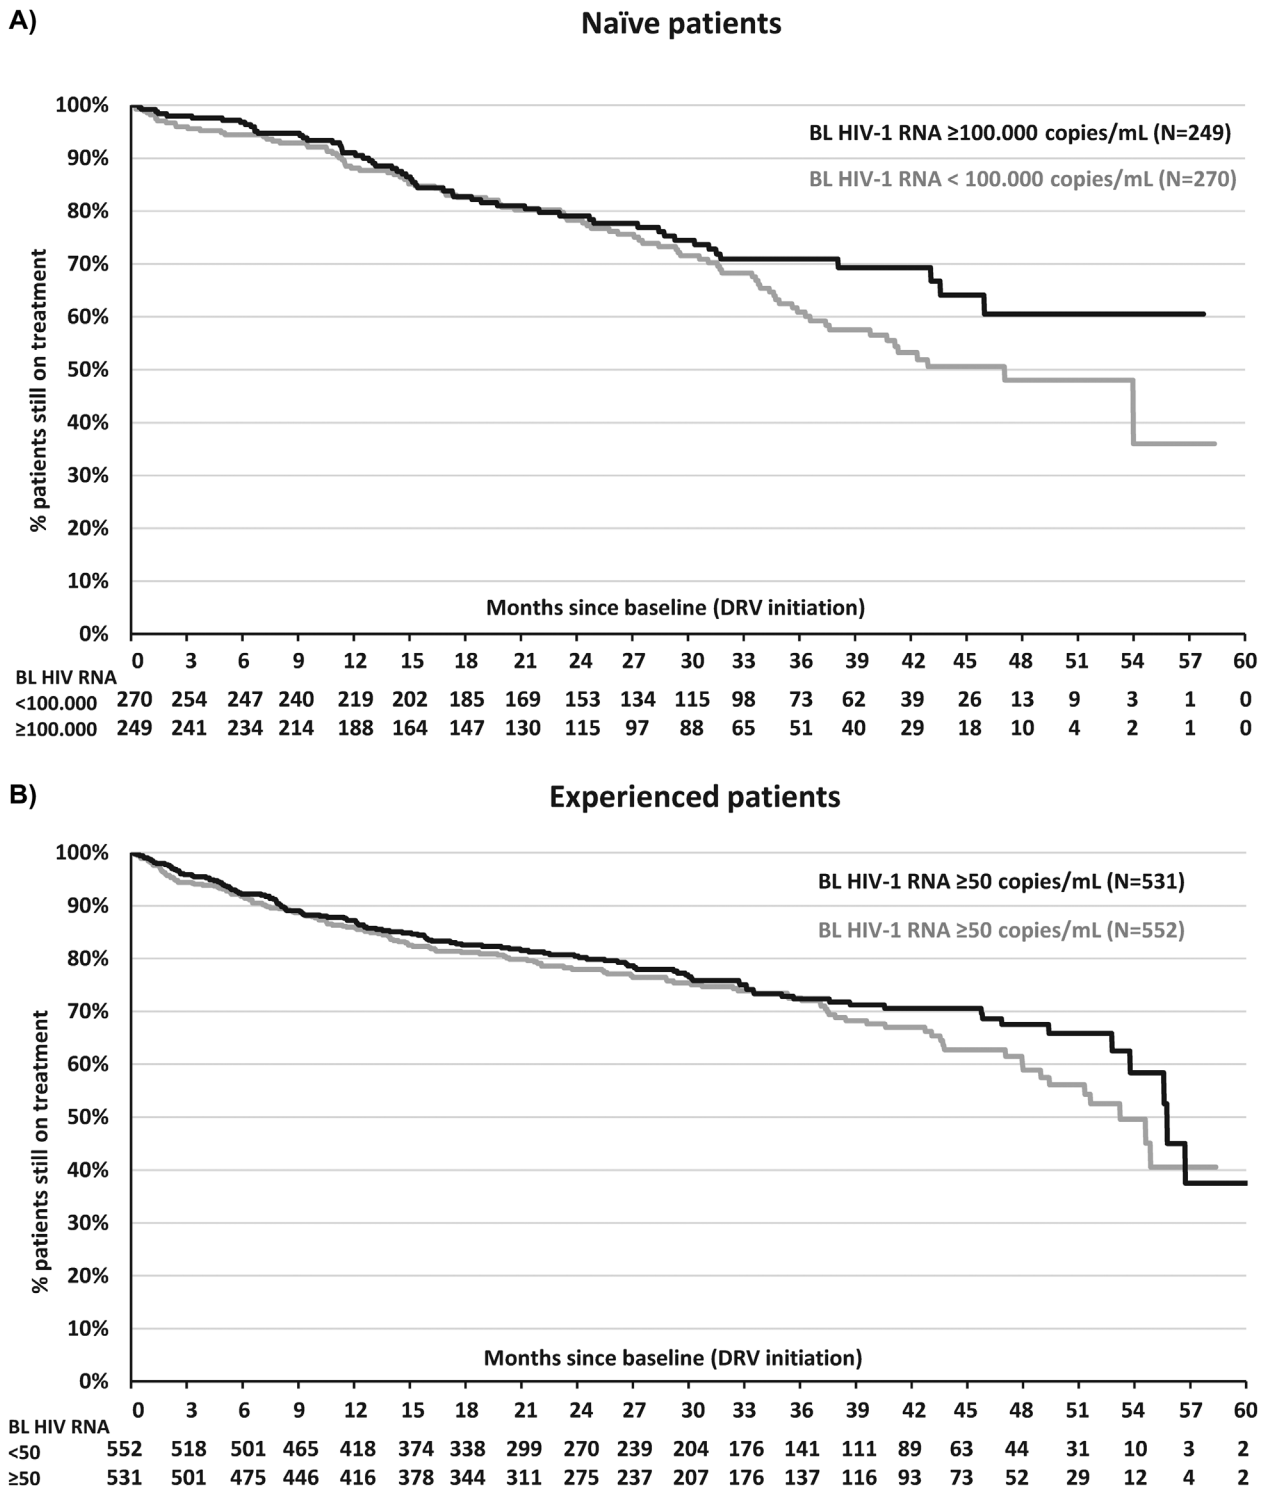 A)
Naïve patients
100%
90%
80%
70%
60%
50%
40%
30%
20%
10%
0%
% patients still on treatment
BL HIV-1 RNA ≥100.000 copies/mL (N=249)
BL HIV-1 RNA < 100.000 copies/mL (N=270)
Months since baseline (DRV initiation)
0 3 6 9 12 15 18 21 24 27 30 33 36 39 42 45 48 51 54 57 60
BL HIV RNA
<100.000 270 254 247 240 219 202 185 169 153 134 115 98 73 62 39 26 13 9 3 1 0
≥100.000 249 241 234 214 188 164 147 130 115 97 88 65 51 40 29 18 10 4 2 1 0
B)
Experienced patients
100%
90%
80%
70%
60%
50%
40%
30%
20%
10%
0%
% patients still on treatment
BL HIV-1 RNA ≥50 copies/mL (N=531)
BL HIV-1 RNA ≥50 copies/mL (N=552)
Months since baseline (DRV initiation)
0 3 6 9 12 15 18 21 24 27 30 33 36 39 42 45 48 51 54 57 60
BL HIV RNA
<50 552 518 501 465 418 374 338 299 270 239 204 176 141 111 89 63 44 31 10 3 2
≥50 531 501 475 446 416 378 344 311 275 237 207 176 137 116 93 73 52 29 12 4 2